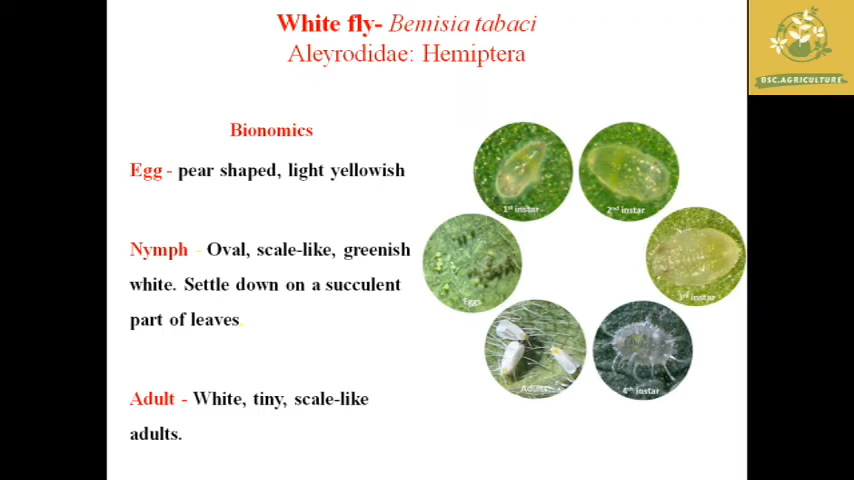 White fly- Bemisia tabaci
Aleyrodidae: Hemiptera
DSC.AGRICULTURE
Bionomics
Egg - pear shaped, light yellowish
Nymph - Oval, scale-like, greenish
white. Settle down on a succulent
part of leaves.
Adult - White, tiny, scale-like
adults.
1st instar
2nd instar
3rd instar
4th instar
Adults
Eggs